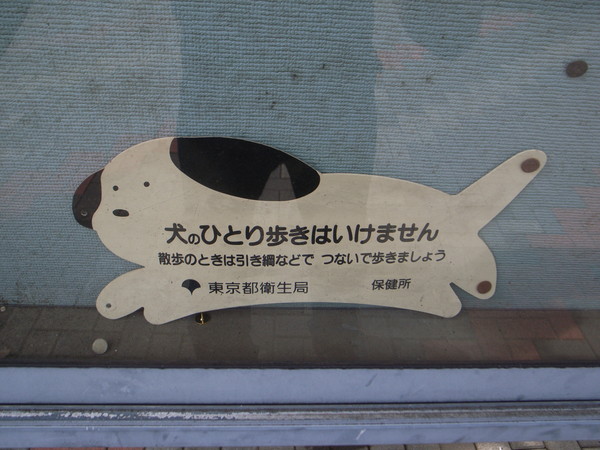 犬のひとり歩きはいけません
散歩のときは引き綱などで つないで歩きましょう
東京都衛生局 保健所